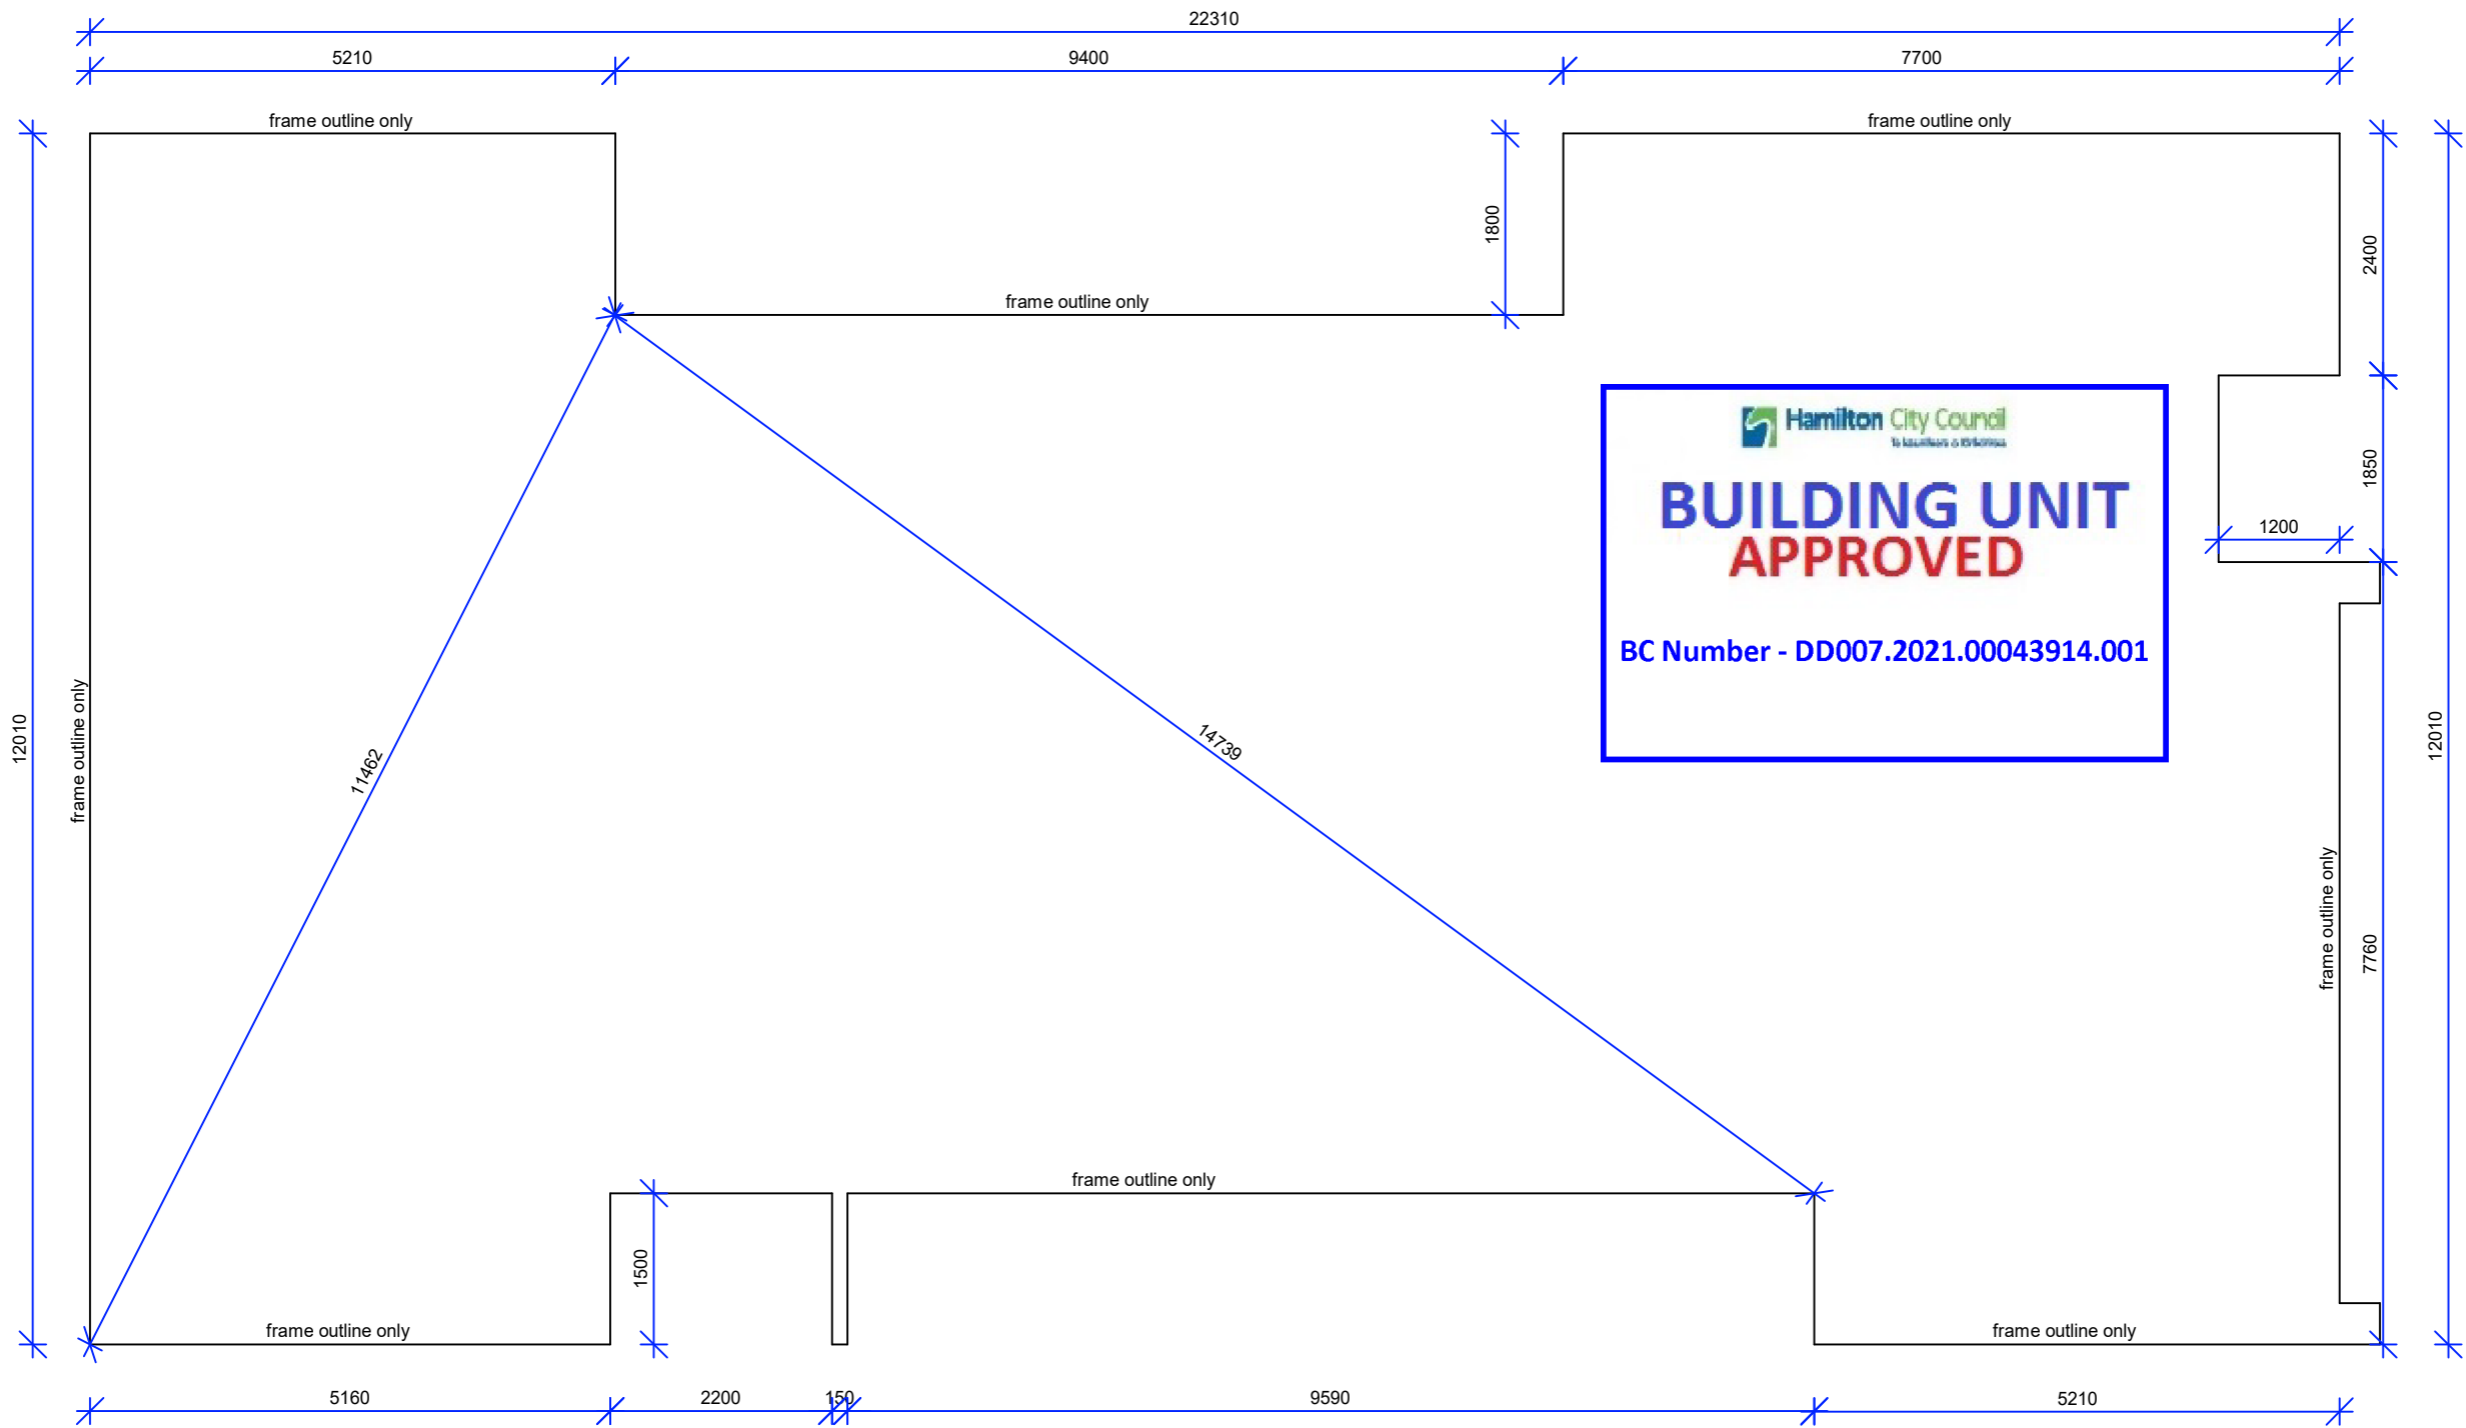 22310
5210
9400
7700
frame outline only
frame outline only
1800
2400
frame outline only
Hamilton City Council
BUILDING UNIT
APPROVED
BC Number - DD007.2021.00043914.001
1850
1200
12010
frame outline only
11462
14739
12010
frame outline only
7760
frame outline only
1500
frame outline only
frame outline only
5160
2200
150
9590
5210